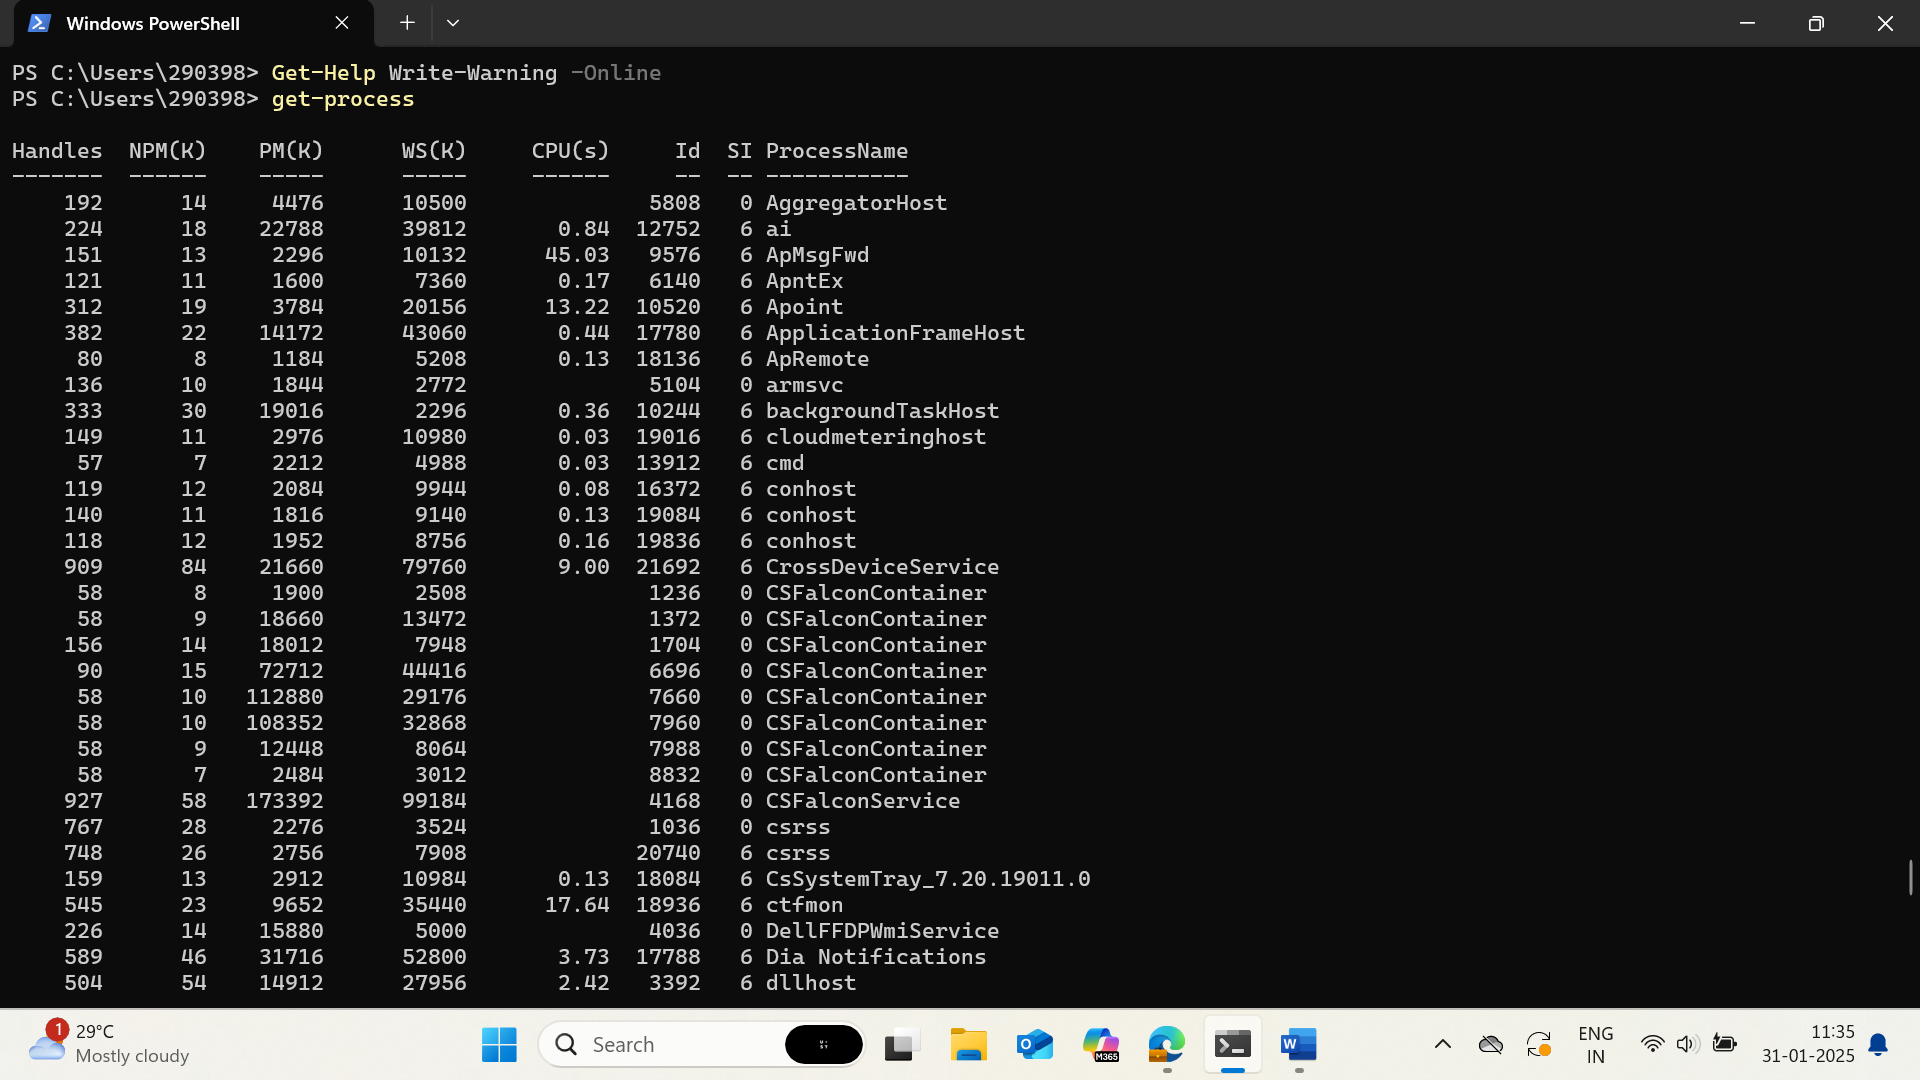 Windows PowerShell
PS C:\Users\290398> Get-Help Write-Warning -Online
PS C:\Users\290398> get-process
Handles  NPM(K)    PM(K)      WS(K)     CPU(s)     Id  SI ProcessName
-------  ------    -----      -----     ------     --  -- -----------
    192      14     4476      10500              5808   0 AggregatorHost
    224      18    22788      39812       0.84  12752   6 ai
    151      13     2296      10132      45.03   9576   6 ApMsgFwd
    121      11     1600       7360       0.17   6140   6 ApntEx
    312      19     3784      20156      13.22  10520   6 Apoint
    382      22    14172      43060       0.44  17780   6 ApplicationFrameHost
     80       8     1184       5208       0.13  18136   6 ApRemote
    136      10     1844       2772              5104   0 armsvc
    333      30    19016       2296       0.36  10244   6 backgroundTaskHost
    149      11     2976      10980       0.03  19016   6 cloudmeteringhost
     57       7     2212       4988       0.03  13912   6 cmd
    119      12     2084       9944       0.08  16372   6 conhost
    140      11     1816       9140       0.13  19084   6 conhost
    118      12     1952       8756       0.16  19836   6 conhost
    909      84    21660      79760       9.00  21692   6 CrossDeviceService
     58       8     1900       2508              1236   0 CSFalconContainer
     58       9    18660      13472              1372   0 CSFalconContainer
    156      14    18012       7948              1704   0 CSFalconContainer
     90      15    72712      44416              6696   0 CSFalconContainer
     58      10   112880      29176              7660   0 CSFalconContainer
     58      10   108352      32868              7960   0 CSFalconContainer
     58       9    12448       8064              7988   0 CSFalconContainer
     58       7     2484       3012              8832   0 CSFalconContainer
    927      58   173392      99184              4168   0 CSFalconService
    767      28     2276       3524              1036   0 csrss
    748      26     2756       7908             20740   6 csrss
    159      13     2912      10984       0.13  18084   6 CsSystemTray_7.20.19011.0
    545      23     9652      35440      17.64  18936   6 ctfmon
    226      14    15880       5000              4036   0 DellFFDPWmiService
    589      46    31716      52800       3.73  17788   6 Dia Notifications
    504      54    14912      27956       2.42   3392   6 dllhost
1
29°C
Mostly cloudy
Search
M365
ENG
IN
11:35
31-01-2025